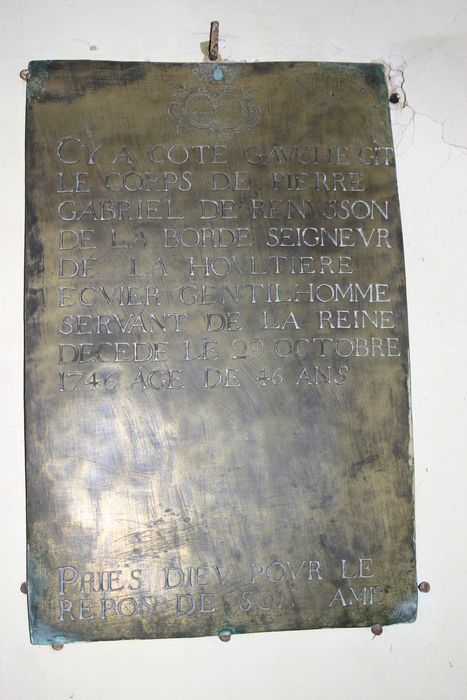 CY A COTE GAVCHE GIT
LE CORPS DE PIERRE
GABRIEL DE RENVSSON
DE LA BORDE SEIGNEVR
DE LA HOVLTIERE
ECVIER GENTILHOMME
SERVANT DE LA REINE
DECEDE LE 29 OCTOBRE
1746 AGE DE 46 ANS
PRIES DIEV POVR LE
REPOS DE SON AME